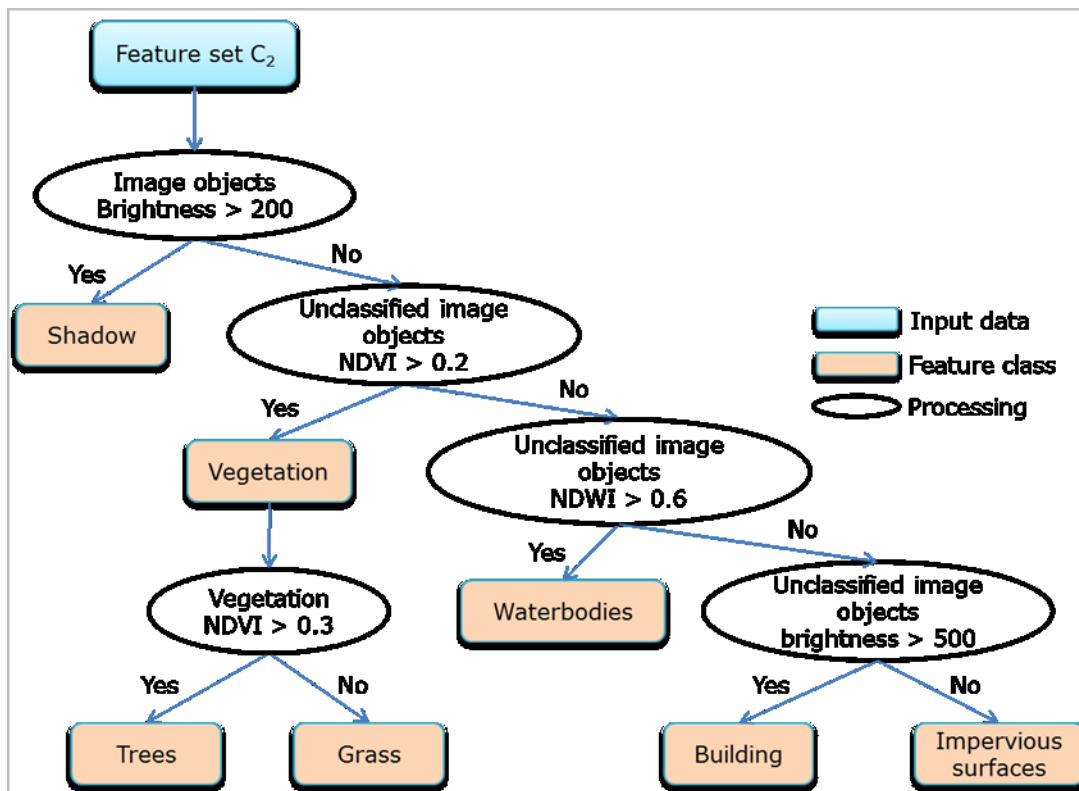 Feature set C₂
Image objects
Brightness > 200
Yes
No
Shadow
Unclassified image
objects
NDVI > 0.2
Input data
Feature class
Processing
Yes
No
Vegetation
Unclassified image
objects
NDWI > 0.6
Yes
No
Vegetation
NDVI > 0.3
Waterbodies
Unclassified image
objects
brightness > 500
Yes
No
Yes
No
Trees
Grass
Building
Impervious
surfaces